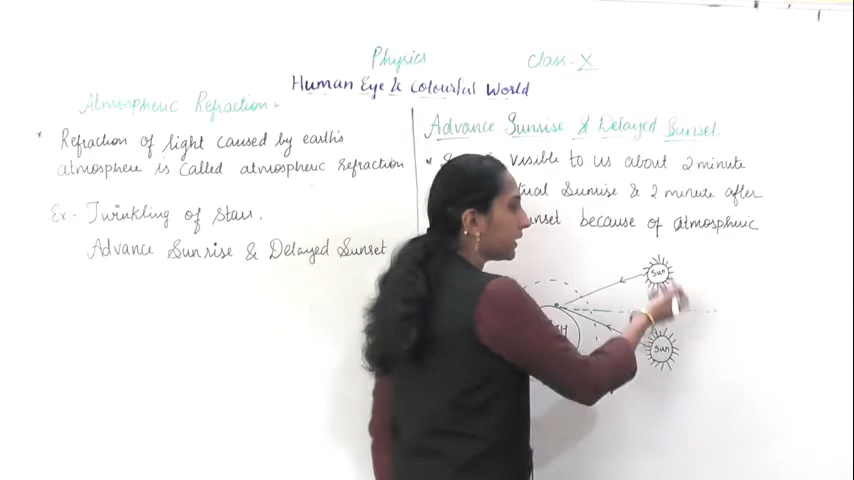 Physics Class-X
Human Eye & Colourful World
Atmospheric Refraction
* Refraction of light caused by earth's
atmosphere is called atmospheric refraction
Ex- Twinkling of Stars.
Advance Sunrise & Delayed Sunset
Advance Sunrise & Delayed Sunset
* visible to us about 2 minute
Sunrise & 2 minute after
because of atmospheric
Sun
Sun